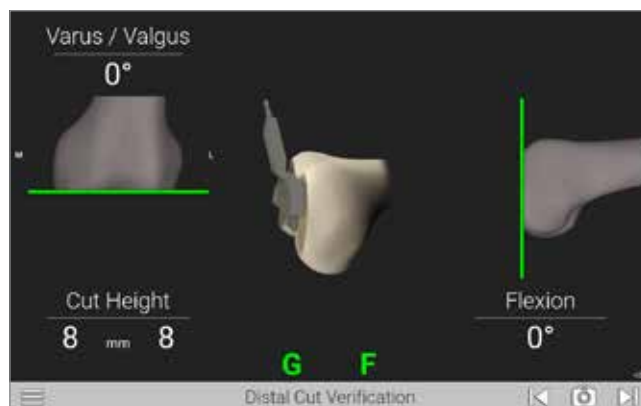 Varus / Valgus
0°
M L
Cut Height
8 mm 8
Flexion
0°
G F
Distal Cut Verification